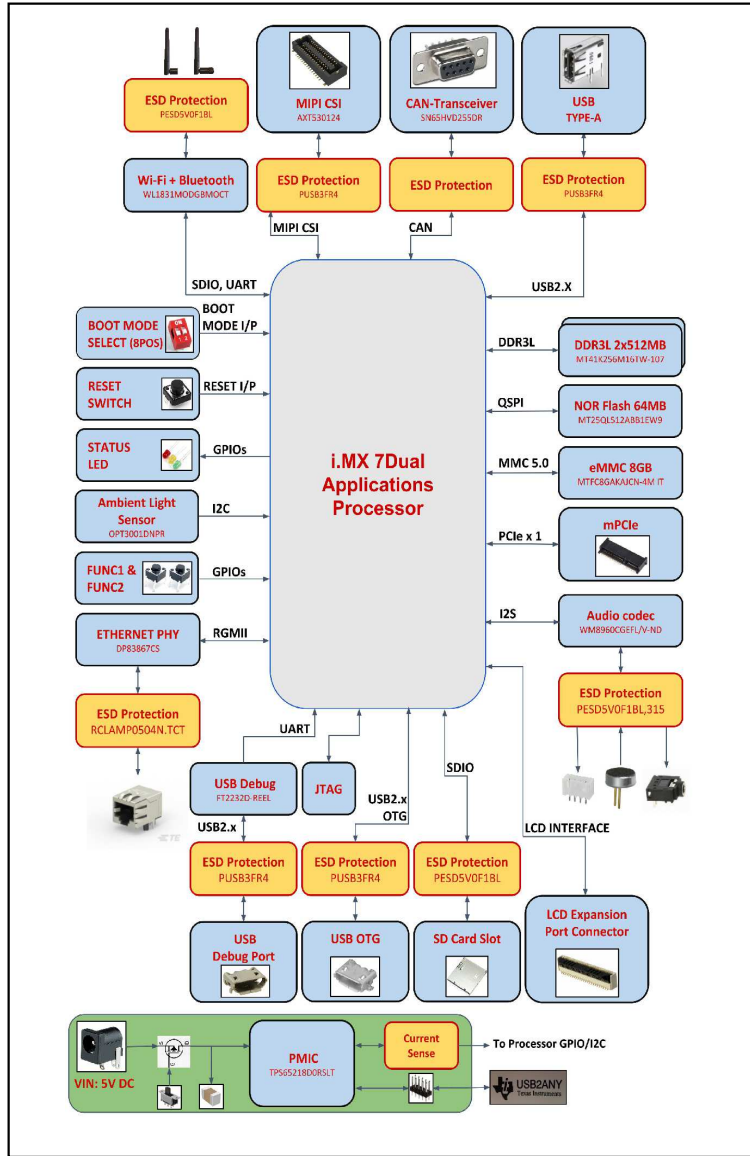 ESD Protection
PESD5V0F1BL
MIPI CSI
AXT530124
CAN-Transceiver
SN65HVD255DR
USB
TYPE-A
Wi-Fi + Bluetooth
WL1831MODGBMOCT
ESD Protection
PUSB3FR4
ESD Protection
ESD Protection
PUSB3FR4
MIPI CSI
CAN
SDIO, UART
USB2.X
BOOT MODE
SELECT (8POS)
BOOT
MODE I/P
RESET
SWITCH
RESET I/P
STATUS
LED
GPIOs
Ambient Light
Sensor
OPT3001DNPR
I2C
FUNC1 &
FUNC2
GPIOs
ETHERNET PHY
DP83867CS
RGMII
ESD Protection
RCLAMP0504N.TCT
i.MX 7Dual
Applications
Processor
DDR3L
DDR3L 2x512MB
MT41K256M16TW-107
QSPI
NOR Flash 64MB
MT25QL512ABB1EW9
MMC 5.0
eMMC 8GB
MTFC8GAKAJCN-4M IT
PCIe x 1
mPCIe
I2S
Audio codec
WM8960CGEFL/V-ND
ESD Protection
PESD5V0F1BL,315
UART
USB Debug
FT2232D-REEL
JTAG
USB2.x
OTG
SDIO
LCD INTERFACE
USB2.x
ESD Protection
PUSB3FR4
ESD Protection
PUSB3FR4
ESD Protection
PESD5V0F1BL
USB
Debug Port
USB OTG
SD Card Slot
LCD Expansion
Port Connector
VIN: 5V DC
PMIC
TPS65218D0RSLT
Current
Sense
To Processor GPIO/I2C
USB2ANY
Texas Instruments